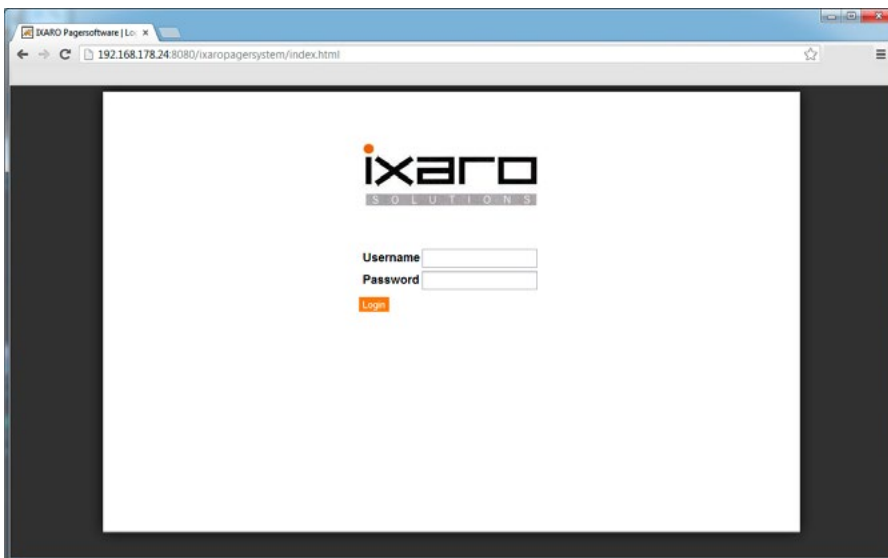 IXARO Pagersoftware | Lo
192.168.178.24:8080/ixaropagersystem/index.html
ixaro
SOLUTIONS
Username
Password
Login